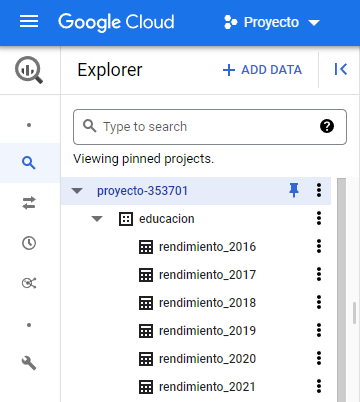 Google Cloud
Proyecto
Explorer
+ ADD DATA
Type to search
?
Viewing pinned projects.
proyecto-353701
educacion
rendimiento_2016
rendimiento_2017
rendimiento_2018
rendimiento_2019
rendimiento_2020
rendimiento_2021